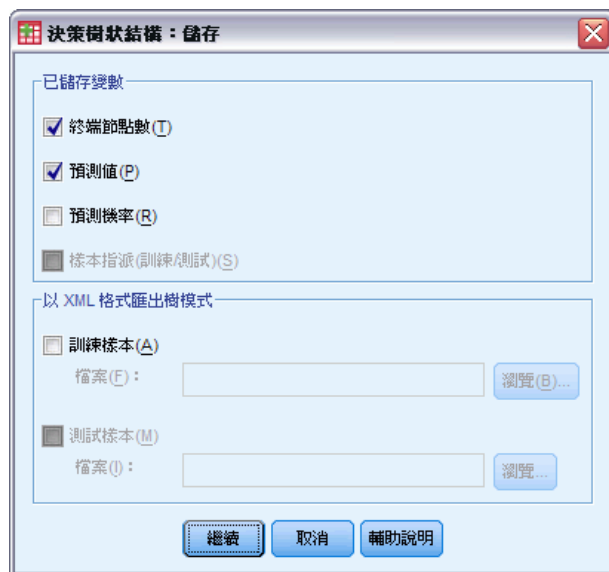 決策樹狀結構：儲存
已儲存變數
終端節點數(T)
預測值(P)
預測機率(R)
樣本指派(訓練/測試)(S)
以 XML 格式匯出樹模式
訓練樣本(A)
檔案(F)：
瀏覽(B)...
測試樣本(M)
檔案(I)：
瀏覽...
繼續 取消 輔助說明